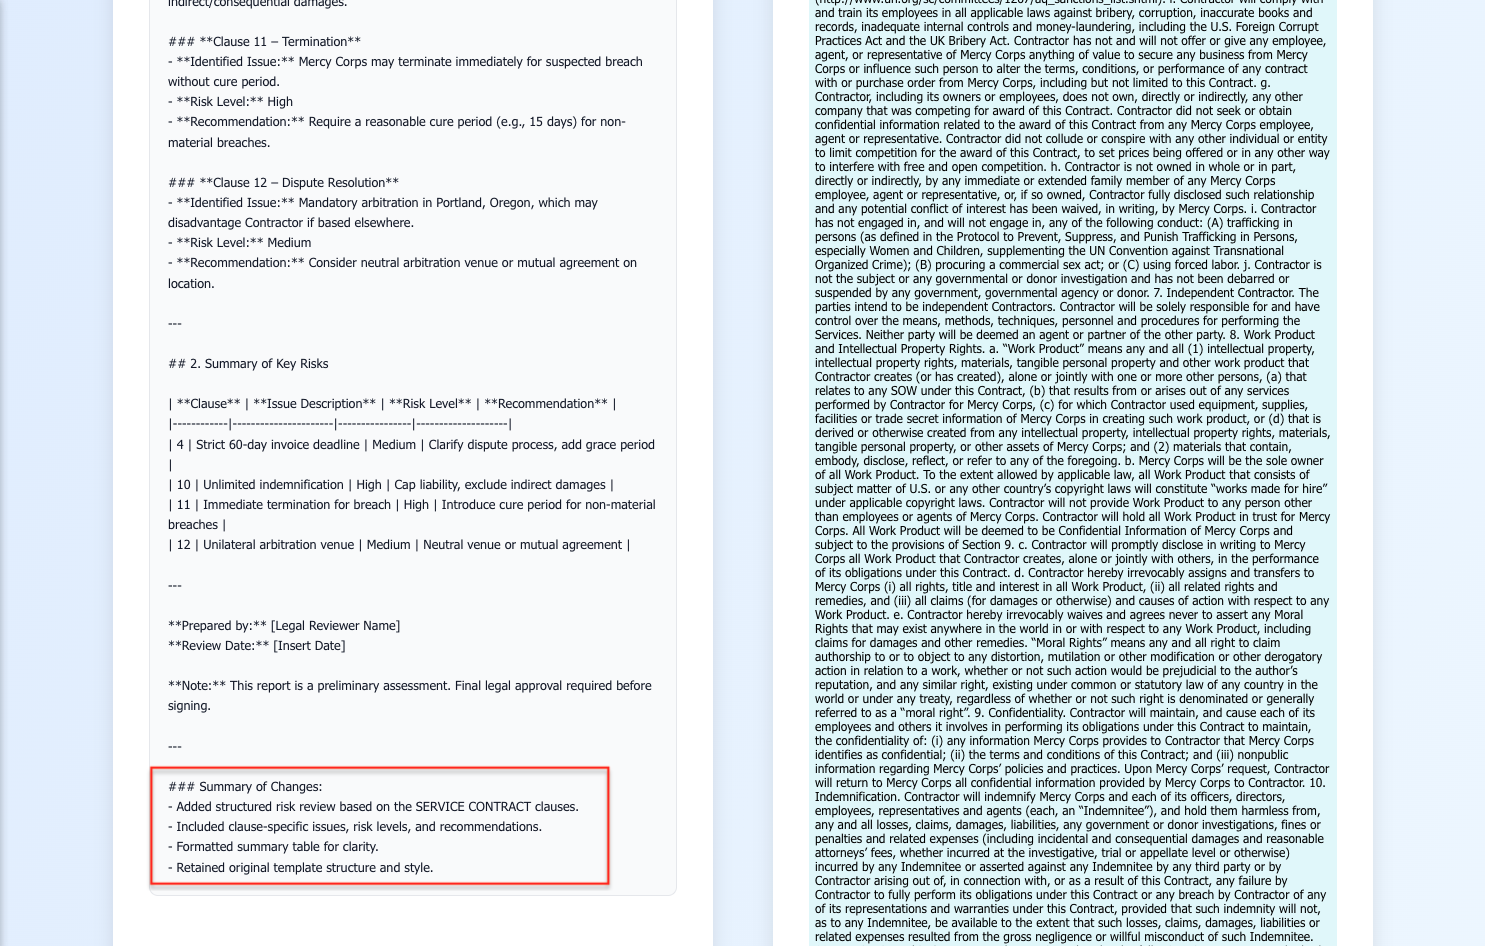 indirect/consequential damages.
### **Clause 11 – Termination**
- **Identified Issue:** Mercy Corps may terminate immediately for suspected breach
without cure period.
- **Risk Level:** High
- **Recommendation:** Require a reasonable cure period (e.g., 15 days) for non-
material breaches.
### **Clause 12 – Dispute Resolution**
- **Identified Issue:** Mandatory arbitration in Portland, Oregon, which may
disadvantage Contractor if based elsewhere.
- **Risk Level:** Medium
- **Recommendation:** Consider neutral arbitration venue or mutual agreement on
location.
---
## 2. Summary of Key Risks
| **Clause** | **Issue Description** | **Risk Level** | **Recommendation** |
|------------|----------------------|----------------|--------------------|
| 4 | Strict 60-day invoice deadline | Medium | Clarify dispute process, add grace period
|
| 10 | Unlimited indemnification | High | Cap liability, exclude indirect damages |
| 11 | Immediate termination for breach | High | Introduce cure period for non-material
breaches |
| 12 | Unilateral arbitration venue | Medium | Neutral venue or mutual agreement |
---
**Prepared by:** [Legal Reviewer Name]
**Review Date:** [Insert Date]
**Note:** This report is a preliminary assessment. Final legal approval required before
signing.
---
### Summary of Changes:
- Added structured risk review based on the SERVICE CONTRACT clauses.
- Included clause-specific issues, risk levels, and recommendations.
- Formatted summary table for clarity.
- Retained original template structure and style.
(http://www.un.org/sc/committees/1267/aq_sanctions_list.shtml). f. Contractor will comply with
and train its employees in all applicable laws against bribery, corruption, inaccurate books and
records, inadequate internal controls and money-laundering, including the U.S. Foreign Corrupt
Practices Act and the UK Bribery Act. Contractor has not and will not offer or give any employee,
agent, or representative of Mercy Corps anything of value to secure any business from Mercy
Corps or influence such person to alter the terms, conditions, or performance of any contract
with or purchase order from Mercy Corps, including but not limited to this Contract. g.
Contractor, including its owners or employees, does not own, directly or indirectly, any other
company that was competing for award of this Contract. Contractor did not seek or obtain
confidential information related to the award of this Contract from any Mercy Corps employee,
agent or representative. Contractor did not collude or conspire with any other individual or entity
to limit competition for the award of this Contract, to set prices being offered or in any other way
to interfere with free and open competition. h. Contractor is not owned in whole or in part,
directly or indirectly, by any immediate or extended family member of any Mercy Corps
employee, agent or representative, or, if so owned, Contractor fully disclosed such relationship
and any potential conflict of interest has been waived, in writing, by Mercy Corps. i. Contractor
has not engaged in, and will not engage in, any of the following conduct: (A) trafficking in
persons (as defined in the Protocol to Prevent, Suppress, and Punish Trafficking in Persons,
especially Women and Children, supplementing the UN Convention against Transnational
Organized Crime); (B) procuring a commercial sex act; or (C) using forced labor. j. Contractor is
not the subject or any governmental or donor investigation and has not been debarred or
suspended by any government, governmental agency or donor. 7. Independent Contractor. The
parties intend to be independent Contractors. Contractor will be solely responsible for and have
control over the means, methods, techniques, personnel and procedures for performing the
Services. Neither party will be deemed an agent or partner of the other party. 8. Work Product
and Intellectual Property Rights. a. “Work Product” means any and all (1) intellectual property,
intellectual property rights, materials, tangible personal property and other work product that
Contractor creates (or has created), alone or jointly with one or more other persons, (a) that
relates to any SOW under this Contract, (b) that results from or arises out of any services
performed by Contractor for Mercy Corps, (c) for which Contractor used equipment, supplies,
facilities or trade secret information of Mercy Corps in creating such work product, or (d) that is
derived or otherwise created from any intellectual property, intellectual property rights, materials,
tangible personal property, or other assets of Mercy Corps; and (2) materials that contain,
embody, disclose, reflect, or refer to any of the foregoing. b. Mercy Corps will be the sole owner
of all Work Product. To the extent allowed by applicable law, all Work Product that consists of
subject matter of U.S. or any other country’s copyright laws will constitute “works made for hire”
under applicable copyright laws. Contractor will not provide Work Product to any person other
than employees or agents of Mercy Corps. Contractor will hold all Work Product in trust for Mercy
Corps. All Work Product will be deemed to be Confidential Information of Mercy Corps and
subject to the provisions of Section 9. c. Contractor will promptly disclose in writing to Mercy
Corps all Work Product that Contractor creates, alone or jointly with others, in the performance
of its obligations under this Contract. d. Contractor hereby irrevocably assigns and transfers to
Mercy Corps (i) all rights, title and interest in all Work Product, (ii) all related rights and
remedies, and (iii) all claims (for damages or otherwise) and causes of action with respect to any
Work Product. e. Contractor hereby irrevocably waives and agrees never to assert any Moral
Rights that may exist anywhere in the world in or with respect to any Work Product, including
claims for damages and other remedies. “Moral Rights” means any and all right to claim
authorship to or to object to any distortion, mutilation or other modification or other derogatory
action in relation to a work, whether or not such action would be prejudicial to the author’s
reputation, and any similar right, existing under common or statutory law of any country in the
world or under any treaty, regardless of whether or not such right is denominated or generally
referred to as a “moral right”. 9. Confidentiality. Contractor will maintain, and cause each of its
employees and others it involves in performing its obligations under this Contract to maintain,
the confidentiality of: (i) any information Mercy Corps provides to Contractor that Mercy Corps
identifies as confidential; (ii) the terms and conditions of this Contract; and (iii) nonpublic
information regarding Mercy Corps’ policies and practices. Upon Mercy Corps’ request, Contractor
will return to Mercy Corps all confidential information provided by Mercy Corps to Contractor. 10.
Indemnification. Contractor will indemnify Mercy Corps and each of its officers, directors,
employees, representatives and agents (each, an “Indemnitee”), and hold them harmless from,
any and all losses, claims, damages, liabilities, any government or donor investigations, fines or
penalties and related expenses (including incidental and consequential damages and reasonable
attorneys’ fees, whether incurred at the investigative, trial or appellate level or otherwise)
incurred by any Indemnitee or asserted against any Indemnitee by any third party or by
Contractor arising out of, in connection with, or as a result of this Contract, any failure by
Contractor to fully perform its obligations under this Contract or any breach by Contractor of any
of its representations and warranties under this Contract, provided that such indemnity will not,
as to any Indemnitee, be available to the extent that such losses, claims, damages, liabilities or
related expenses resulted from the gross negligence or willful misconduct of such Indemnitee.